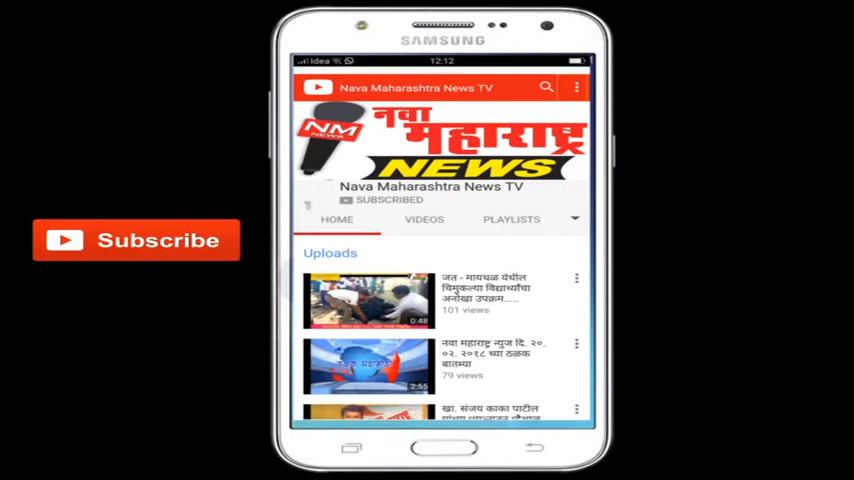 SAMSUNG
Idea
12:12
Nava Maharashtra News TV
NM
NEWS
नवा
महाराष्ट्र
NEWS
Nava Maharashtra News TV
SUBSCRIBED
HOME VIDEOS PLAYLISTS
Subscribe
Uploads
जत - मायथळ येथील
चिमुकल्या विद्यार्थ्यांचा
अनोखा उपक्रम.....
101 views
0:48
नवा महाराष्ट्र न्युज दि. २०.
०२. २०१८ च्या ठळक
बातम्या
79 views
2:55
खा. संजय काका पाटील